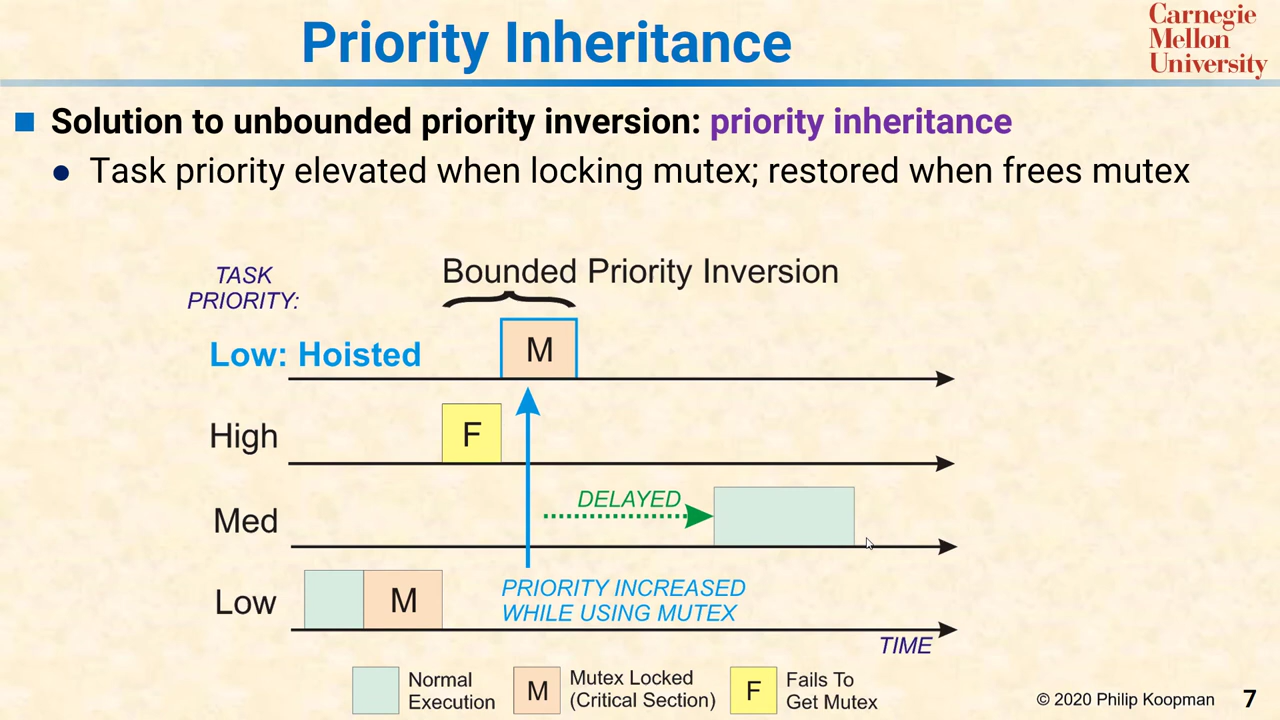 Priority Inheritance
Carnegie
Mellon
University
Solution to unbounded priority inversion: priority inheritance
Task priority elevated when locking mutex; restored when frees mutex
TASK
PRIORITY:
Bounded Priority Inversion
Low: Hoisted
M
High
F
Med
DELAYED
Low
M
PRIORITY INCREASED
WHILE USING MUTEX
TIME
Normal
Execution
M
Mutex Locked
(Critical Section)
F
Fails To
Get Mutex
© 2020 Philip Koopman
7